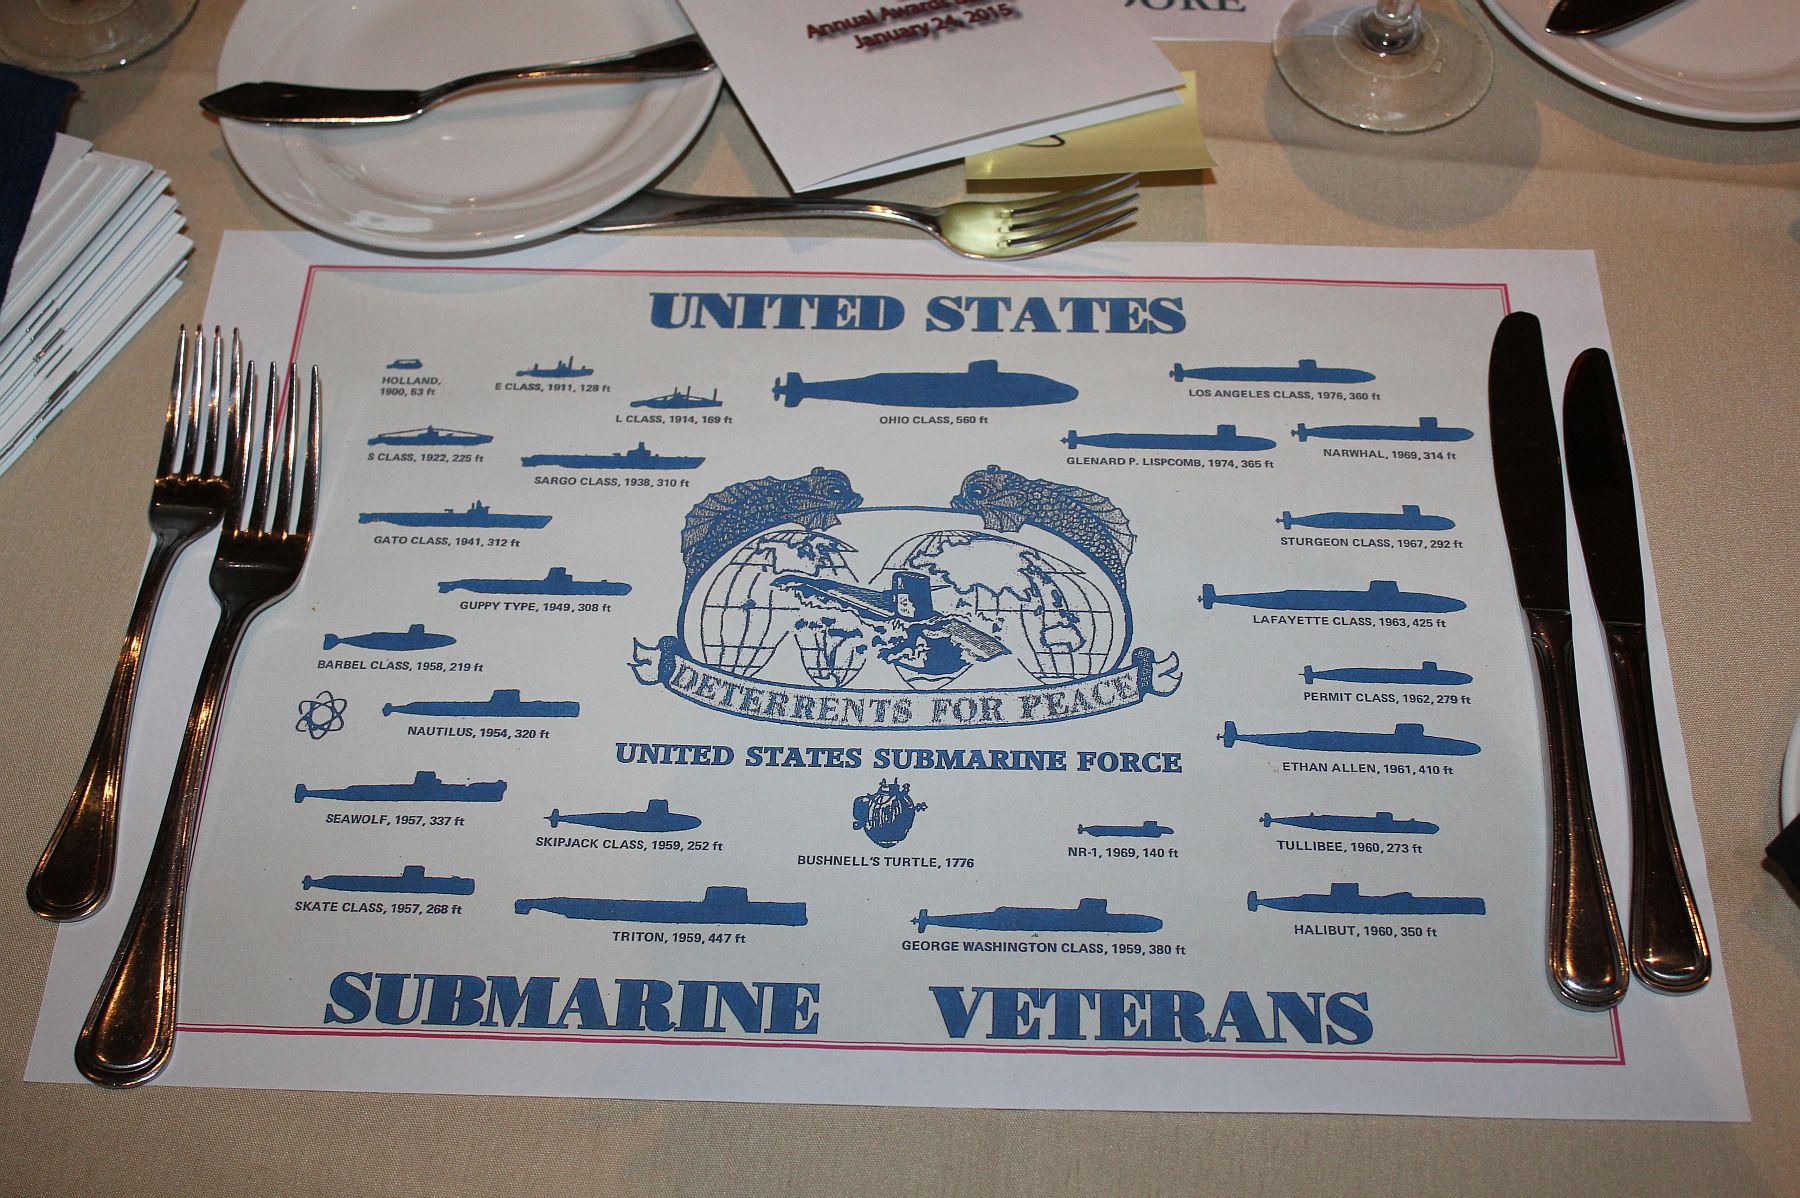 Annual Awards
January 24, 2015
UNITED STATES
HOLLAND,
1900, 53 ft
E CLASS, 1911, 128 ft
L CLASS, 1914, 169 ft
OHIO CLASS, 560 ft
LOS ANGELES CLASS, 1976, 360 ft
S CLASS, 1922, 225 ft
SARGO CLASS, 1938, 310 ft
GLENARD P. LISPCOMB, 1974, 365 ft
NARWHAL, 1969, 314 ft
GATO CLASS, 1941, 312 ft
STURGEON CLASS, 1967, 292 ft
GUPPY TYPE, 1949, 308 ft
LAFAYETTE CLASS, 1963, 425 ft
BARBEL CLASS, 1958, 219 ft
PERMIT CLASS, 1962, 279 ft
DETERRENTS FOR PEACE
NAUTILUS, 1954, 320 ft
UNITED STATES SUBMARINE FORCE
ETHAN ALLEN, 1961, 410 ft
SEAWOLF, 1957, 337 ft
SKIPJACK CLASS, 1959, 252 ft
BUSHNELL'S TURTLE, 1776
NR-1, 1969, 140 ft
TULLIBEE, 1960, 273 ft
SKATE CLASS, 1957, 268 ft
TRITON, 1959, 447 ft
GEORGE WASHINGTON CLASS, 1959, 380 ft
HALIBUT, 1960, 350 ft
SUBMARINE VETERANS